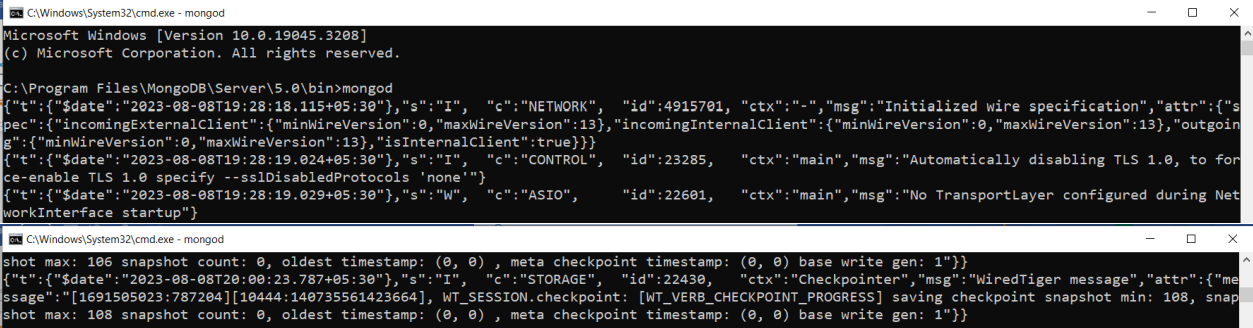 C:\Windows\System32\cmd.exe - mongod
Microsoft Windows [Version 10.0.19045.3208]
(c) Microsoft Corporation. All rights reserved.
C:\Program Files\MongoDB\Server\5.0\bin>mongod
{"t":{"$date":"2023-08-08T19:28:18.115+05:30"},"s":"I",  "c":"NETWORK",  "id":4915701, "ctx":"-","msg":"Initialized wire specification","attr":{"s
pec":{"incomingExternalClient":{"minWireVersion":0,"maxWireVersion":13},"incomingInternalClient":{"minWireVersion":0,"maxWireVersion":13},"outgoin
g":{"minWireVersion":0,"maxWireVersion":13},"isInternalClient":true}}}
{"t":{"$date":"2023-08-08T19:28:19.024+05:30"},"s":"I",  "c":"CONTROL",  "id":23285,   "ctx":"main","msg":"Automatically disabling TLS 1.0, to for
ce-enable TLS 1.0 specify --sslDisabledProtocols 'none'"}
{"t":{"$date":"2023-08-08T19:28:19.029+05:30"},"s":"W",  "c":"ASIO",     "id":22601,   "ctx":"main","msg":"No TransportLayer configured during Net
workInterface startup"}
C:\Windows\System32\cmd.exe - mongod
shot max: 106 snapshot count: 0, oldest timestamp: (0, 0) , meta checkpoint timestamp: (0, 0) base write gen: 1"}}
{"t":{"$date":"2023-08-08T20:00:23.787+05:30"},"s":"I",  "c":"STORAGE",  "id":22430,   "ctx":"Checkpointer","msg":"WiredTiger message","attr":{"me
ssage":"[1691505023:787204][10444:140735561423664], WT_SESSION.checkpoint: [WT_VERB_CHECKPOINT_PROGRESS] saving checkpoint snapshot min: 108, snap
shot max: 108 snapshot count: 0, oldest timestamp: (0, 0) , meta checkpoint timestamp: (0, 0) base write gen: 1"}}